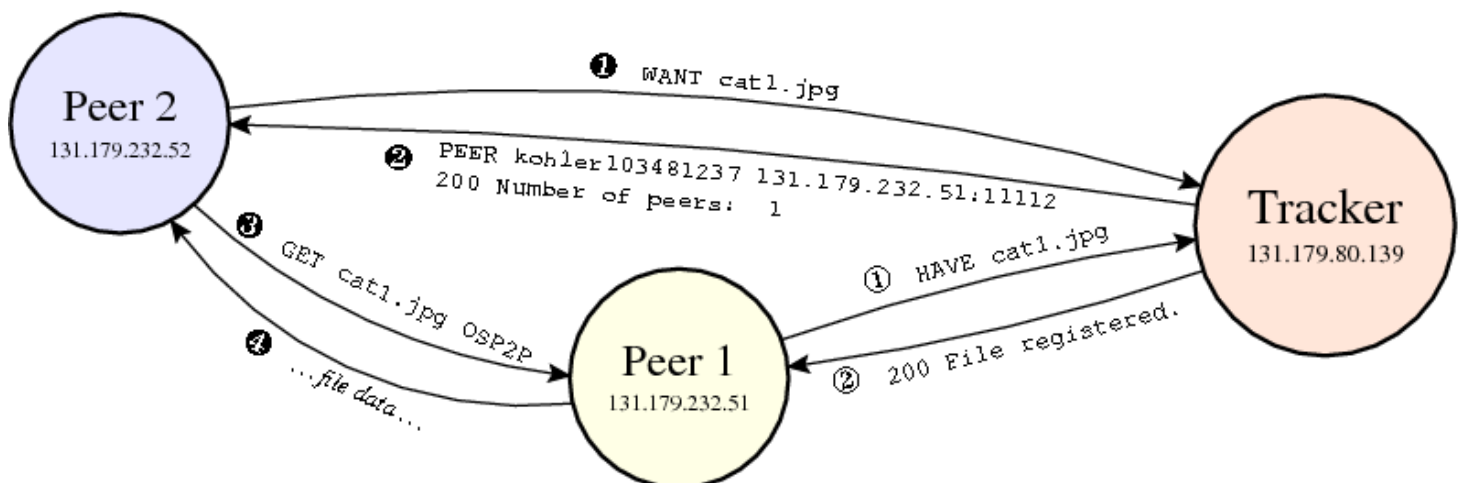 ❶ WANT cat1.jpg
Peer 2
131.179.232.52
❷ PEER kohler103481237 131.179.232.51:11112
200 Number of peers: 1
Tracker
131.179.80.139
❸ GET cat1.jpg OSP2P
① HAVE cat1.jpg
② 200 File registered.
❹ ...file data...
Peer 1
131.179.232.51